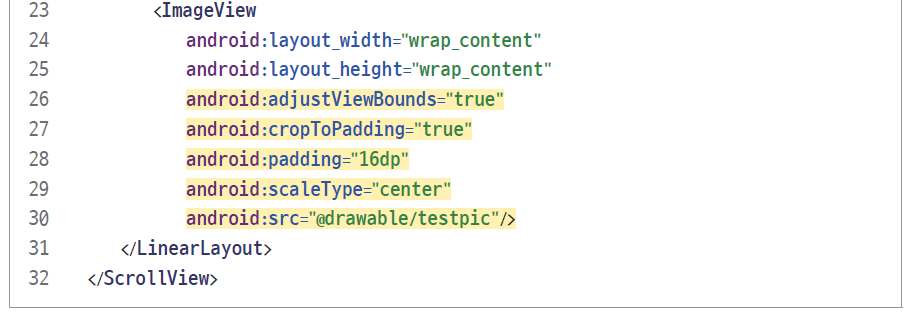 23 <ImageView
24 android:layout_width="wrap_content"
25 android:layout_height="wrap_content"
26 android:adjustViewBounds="true"
27 android:cropToPadding="true"
28 android:padding="16dp"
29 android:scaleType="center"
30 android:src="@drawable/testpic"/>
31 </LinearLayout>
32 </ScrollView>